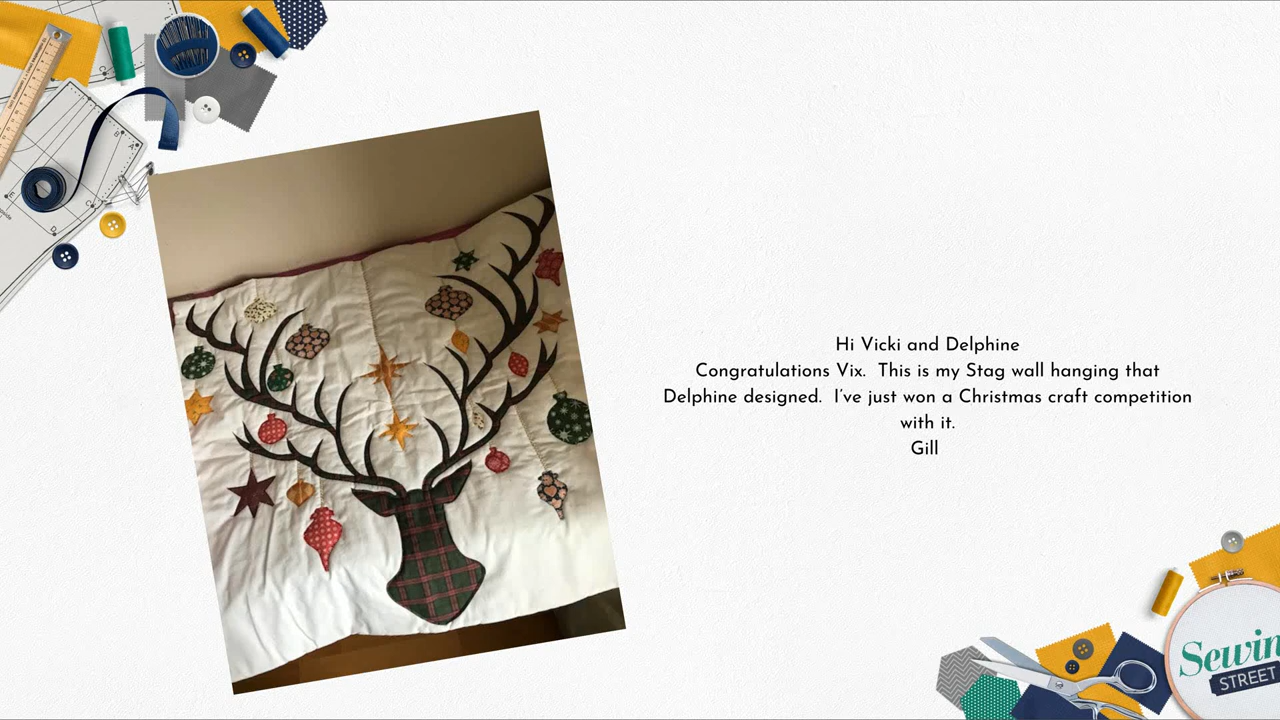 Hi Vicki and Delphine
Congratulations Vix.  This is my Stag wall hanging that
Delphine designed.  I've just won a Christmas craft competition
with it.
Gill
Sewin
STREET